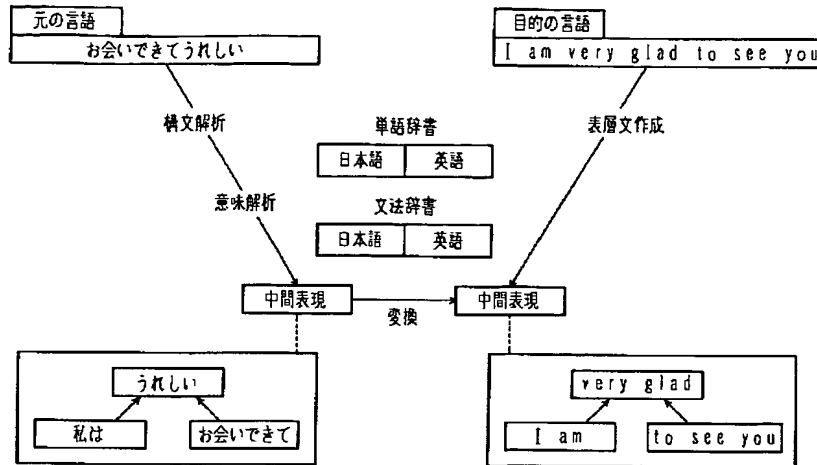 元の言語
お会いできてうれしい
目的の言語
I am very glad to see you
構文解析
意味解析
単語辞書
日本語 英語
文法辞書
日本語 英語
表層文作成
中間表現
変換
中間表現
うれしい
私は
お会いできて
very glad
I am
to see you